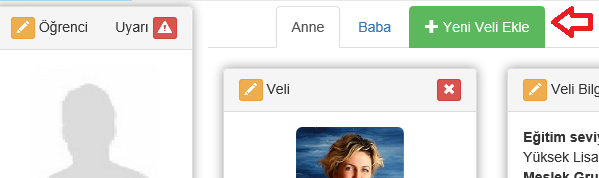 Öğrenci Uyarı
Anne Baba Yeni Veli Ekle
Veli
Veli Bilg
Eğitim seviy
Yüksek Lisa
Meslek Gru